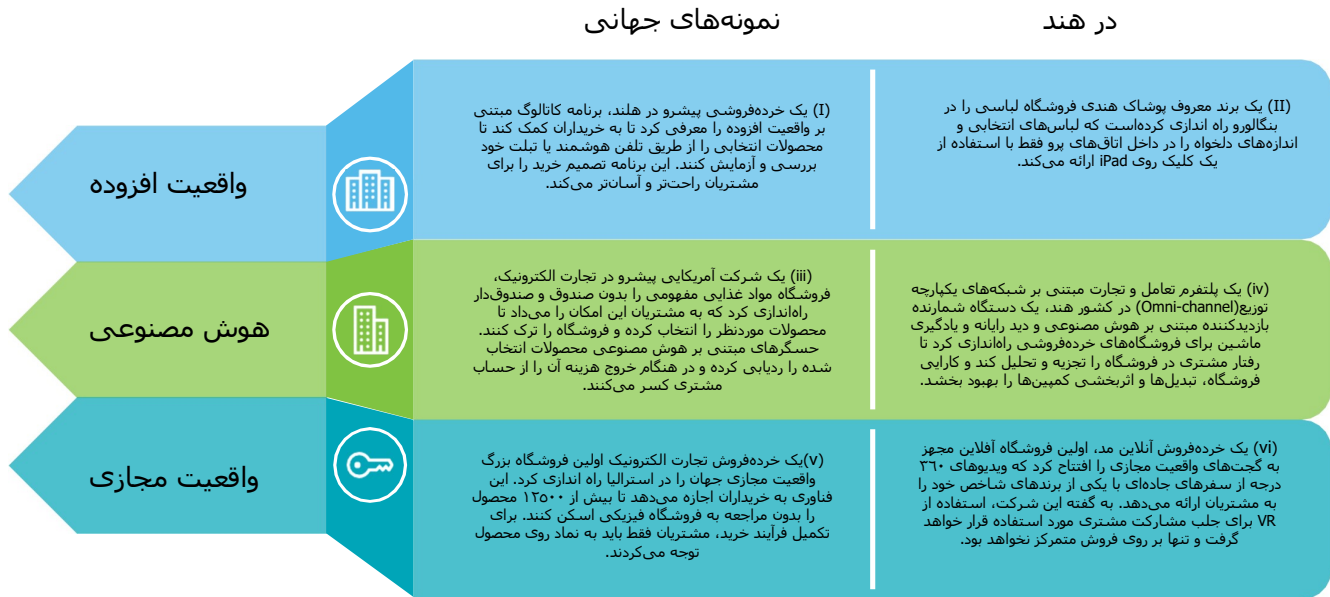 در هند
نمونه‌های جهانی
واقعیت افزوده
(I) یک خرده‌فروشی پیشرو در هلند، برنامه کاتالوگ مبتنی
بر واقعیت افزوده را معرفی کرد تا به خریداران کمک کند تا
محصولات انتخابی را از طریق تلفن هوشمند یا تبلت خود
بررسی و آزمایش کنند. این برنامه تصمیم خرید را برای
مشتریان راحت‌تر و آسان‌تر می‌کند.
(II) یک برند معروف پوشاک هندی فروشگاه لباسی را در
بنگالورو راه اندازی کرده‌است که لباس‌های انتخابی و
اندازه‌های دلخواه را در داخل اتاق‌های پرو فقط با استفاده از
یک کلیک روی iPad ارائه می‌کند.
هوش مصنوعی
(iii) یک شرکت آمریکایی پیشرو در تجارت الکترونیک،
فروشگاه مواد غذایی مفهومی را بدون صندوق و صندوق‌دار
راه‌اندازی کرد که به مشتریان این امکان را می‌داد تا
محصولات موردنظر را انتخاب کرده و فروشگاه را ترک کنند.
حسگرهای مبتنی بر هوش مصنوعی محصولات انتخاب
شده را ردیابی کرده و در هنگام خروج هزینه آن را از حساب
مشتری کسر می‌کنند.
(iv) یک پلتفرم تعامل و تجارت مبتنی بر شبکه‌های یکپارچه
توزیع(Omni-channel) در کشور هند، یک دستگاه شمارنده
بازدیدکننده مبتنی بر هوش مصنوعی و دید رایانه و یادگیری
ماشین برای فروشگاه‌های خرده‌فروشی راه‌اندازی کرد تا
رفتار مشتری در فروشگاه را تجزیه و تحلیل کند و کارایی
فروشگاه، تبدیل‌ها و اثربخشی کمپین‌ها را بهبود بخشد.
واقعیت مجازی
(v)یک خرده‌فروش تجارت الکترونیک اولین فروشگاه بزرگ
واقعیت مجازی جهان را در استرالیا راه اندازی کرد. این
فناوری به خریداران اجازه می‌دهد تا بیش از ۱۲۵۰۰ محصول
را بدون مراجعه به فروشگاه فیزیکی اسکن کنند. برای
تکمیل فرآیند خرید، مشتریان فقط باید به نماد روی محصول
توجه می‌کردند.
(vi) یک خرده‌فروش آنلاین مد، اولین فروشگاه آفلاین مجهز
به گجت‌های واقعیت مجازی را افتتاح کرد که ویدیوهای ۳٦۰
درجه از سفرهای جاده‌ای با یکی از برندهای شاخص خود را
به مشتریان ارائه می‌دهد. به گفته این شرکت، استفاده از
VR برای جلب مشارکت مشتری مورد استفاده قرار خواهد
گرفت و تنها بر روی فروش متمرکز نخواهد بود.